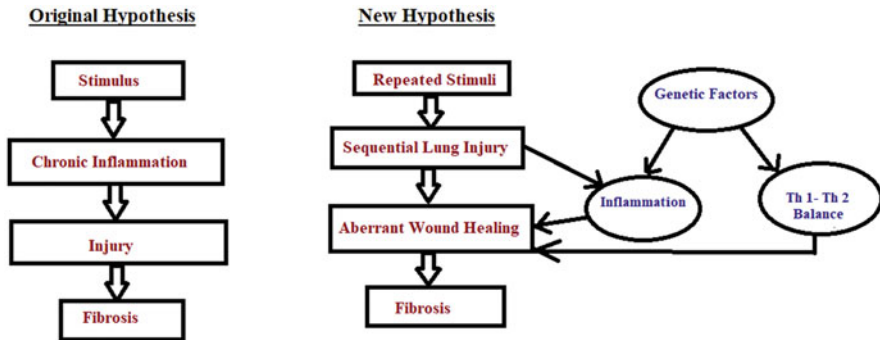 Original Hypothesis
Stimulus
Chronic Inflammation
Injury
Fibrosis
New Hypothesis
Repeated Stimuli
Sequential Lung Injury
Aberrant Wound Healing
Fibrosis
Genetic Factors
Inflammation
Th 1- Th 2
Balance